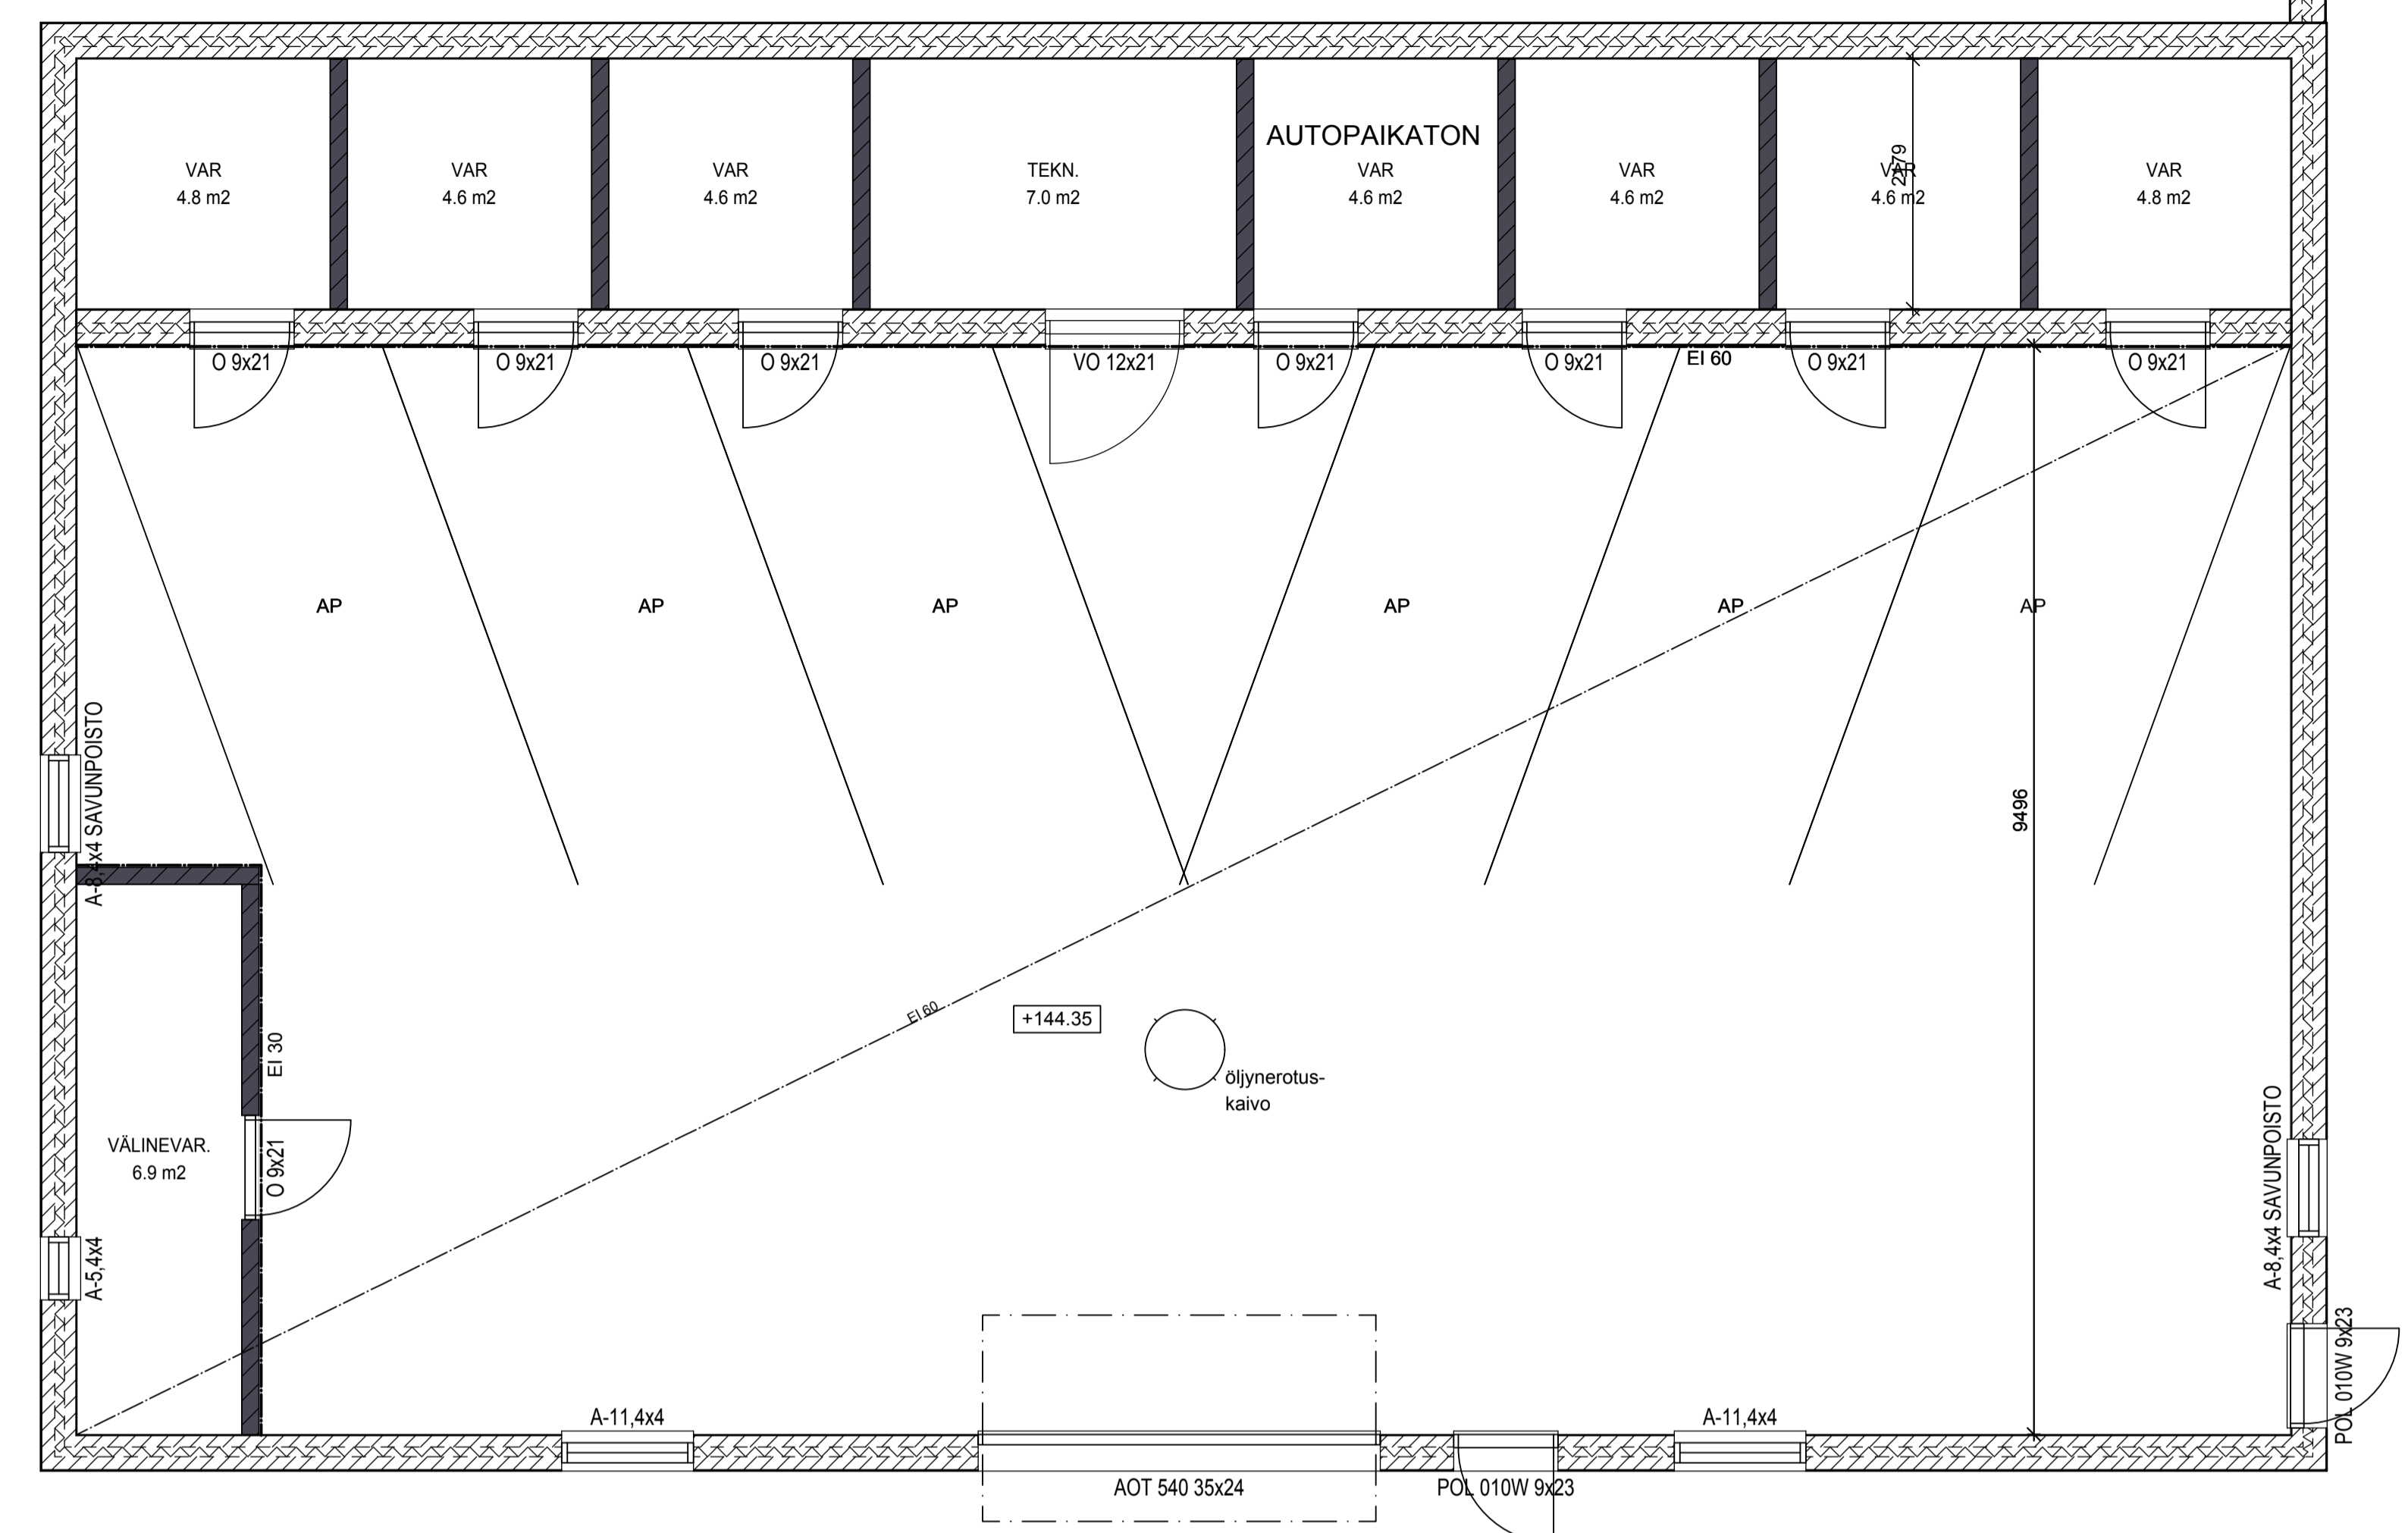 AUTOPAIKATON
VAR
4.8 m2
VAR
4.6 m2
VAR
4.6 m2
TEKN.
7.0 m2
VAR
4.6 m2
VAR
4.6 m2
VAR
4.6 m2
2179
VAR
4.8 m2
O 9x21
O 9x21
O 9x21
VO 12x21
O 9x21
O 9x21
EI 60
O 9x21
O 9x21
AP
AP
AP
AP
AP
AP
A-8,4x4 SAVUNPOISTO
9496
EI 60
+144.35
öljynerotus-
kaivo
EI 30
VÄLINEVAR.
6.9 m2
O 9x21
A-5,4x4
A-8,4x4 SAVUNPOISTO
POL 010W 9x23
A-11,4x4
A-11,4x4
AOT 540 35x24
POL 010W 9x23